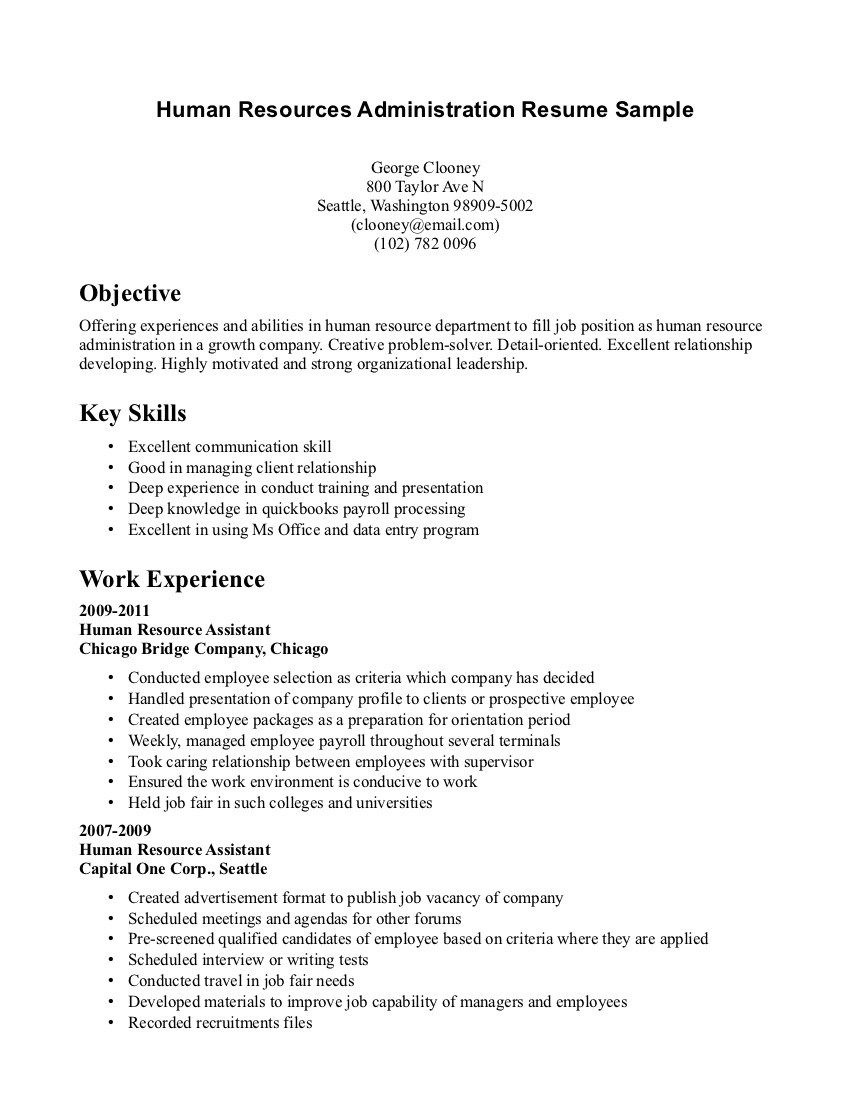 Human Resources Administration Resume Sample
George Clooney
800 Taylor Ave N
Seattle, Washington 98909-5002
(clooney@email.com)
(102) 782 0096
Objective
Offering experiences and abilities in human resource department to fill job position as human resource
administration in a growth company. Creative problem-solver. Detail-oriented. Excellent relationship
developing. Highly motivated and strong organizational leadership.
Key Skills
• Excellent communication skill
• Good in managing client relationship
• Deep experience in conduct training and presentation
• Deep knowledge in quickbooks payroll processing
• Excellent in using Ms Office and data entry program
Work Experience
2009-2011
Human Resource Assistant
Chicago Bridge Company, Chicago
• Conducted employee selection as criteria which company has decided
• Handled presentation of company profile to clients or prospective employee
• Created employee packages as a preparation for orientation period
• Weekly, managed employee payroll throughout several terminals
• Took caring relationship between employees with supervisor
• Ensured the work environment is conducive to work
• Held job fair in such colleges and universities
2007-2009
Human Resource Assistant
Capital One Corp., Seattle
• Created advertisement format to publish job vacancy of company
• Scheduled meetings and agendas for other forums
• Pre-screened qualified candidates of employee based on criteria where they are applied
• Scheduled interview or writing tests
• Conducted travel in job fair needs
• Developed materials to improve job capability of managers and employees
• Recorded recruitments files